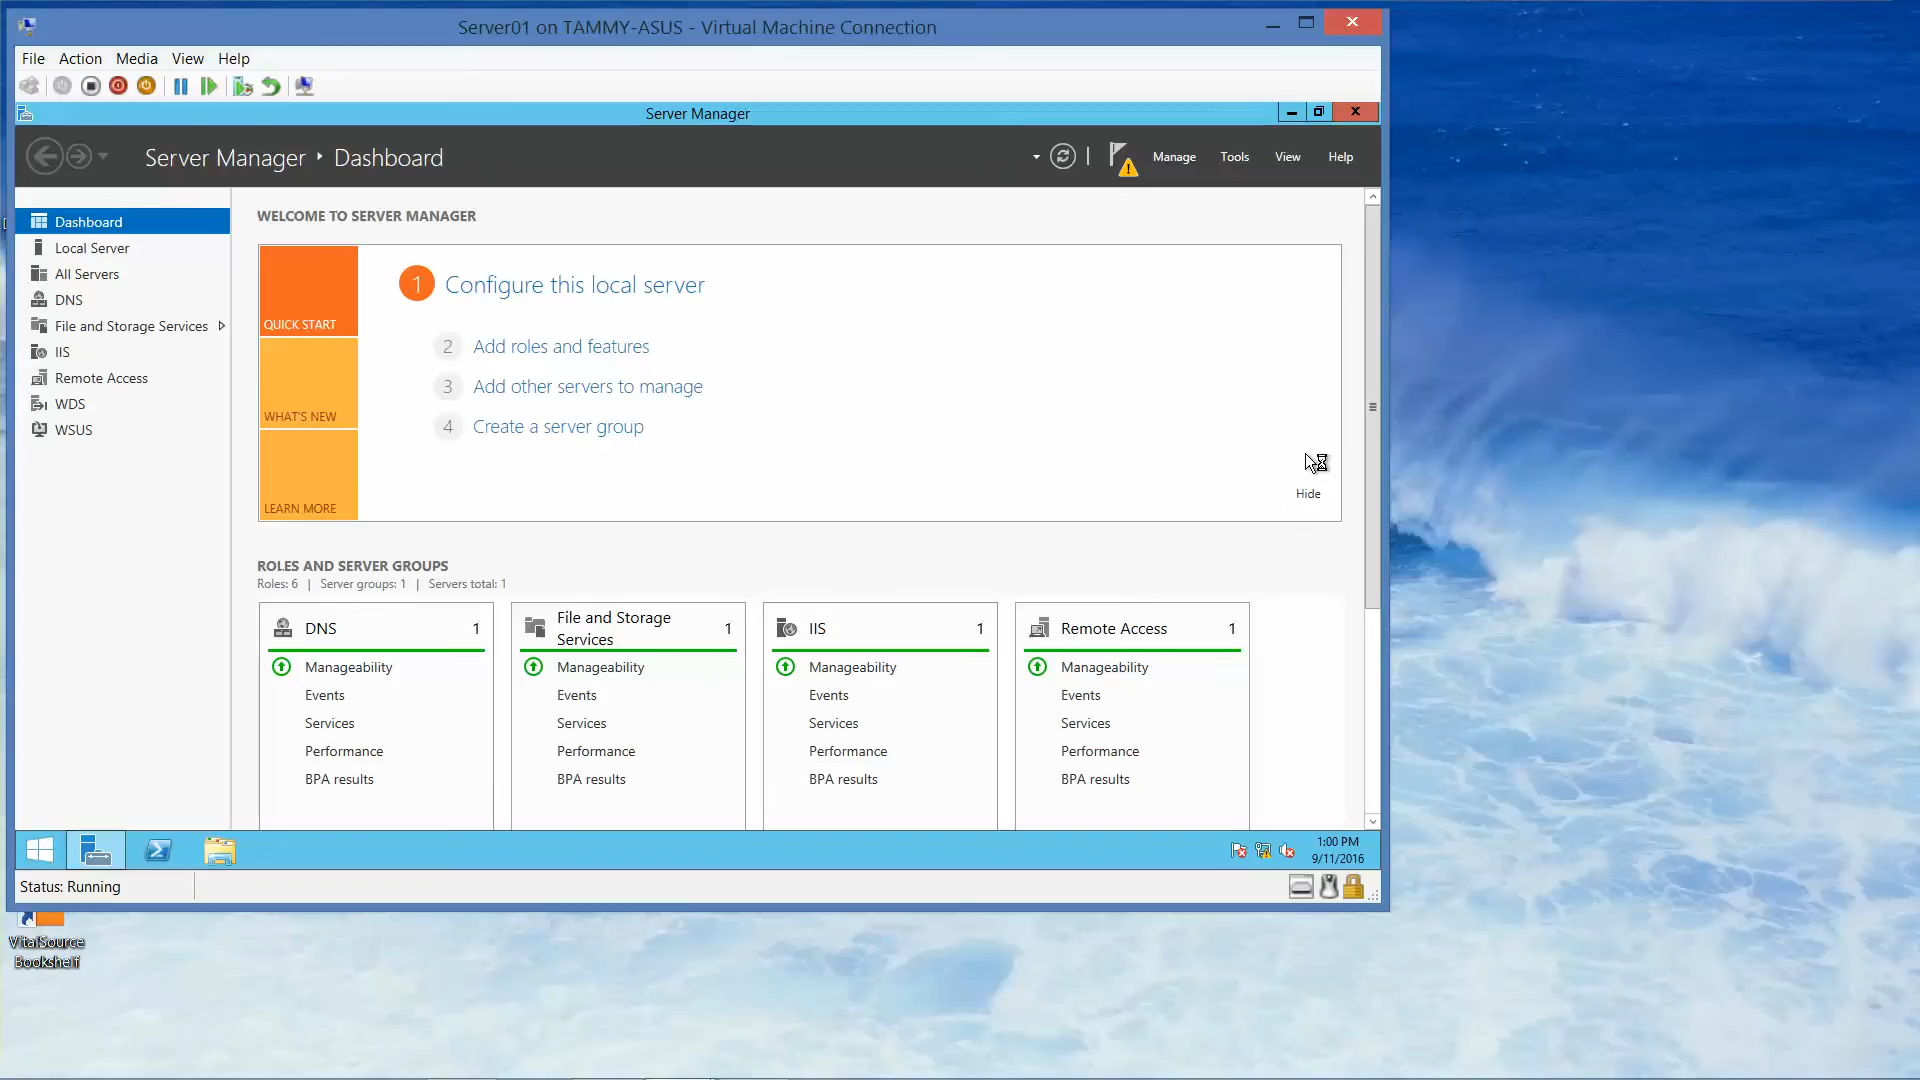 Server01 on TAMMY-ASUS - Virtual Machine Connection
File Action Media View Help
Server Manager
Server Manager Dashboard
Manage Tools View Help
Dashboard
Local Server
All Servers
DNS
File and Storage Services
IIS
Remote Access
WDS
WSUS
WELCOME TO SERVER MANAGER
QUICK START
WHAT'S NEW
LEARN MORE
1 Configure this local server
2 Add roles and features
3 Add other servers to manage
4 Create a server group
Hide
ROLES AND SERVER GROUPS
Roles: 6 | Server groups: 1 | Servers total: 1
DNS 1
Manageability
Events
Services
Performance
BPA results
File and Storage
Services 1
Manageability
Events
Services
Performance
BPA results
IIS 1
Manageability
Events
Services
Performance
BPA results
Remote Access 1
Manageability
Events
Services
Performance
BPA results
1:00 PM
9/11/2016
Status: Running
VitalSource
Bookshelf